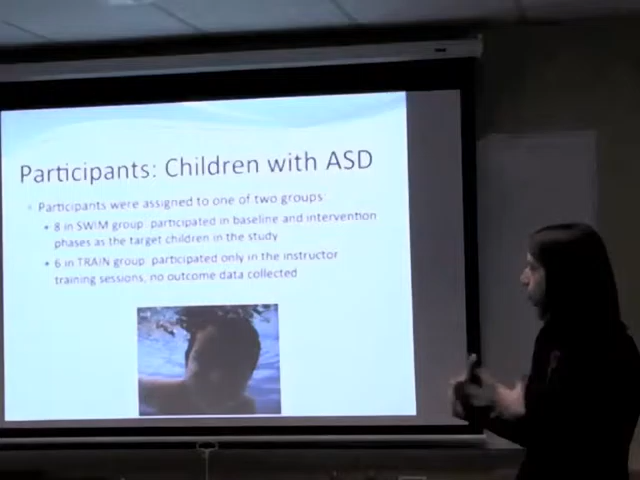 Participants: Children with ASD
Participants were assigned to one of two groups:
8 in SWIM group: participated in baseline and intervention
phases as the target children in the study
6 in TRAIN group: participated only in the instructor
training sessions, no outcome data collected